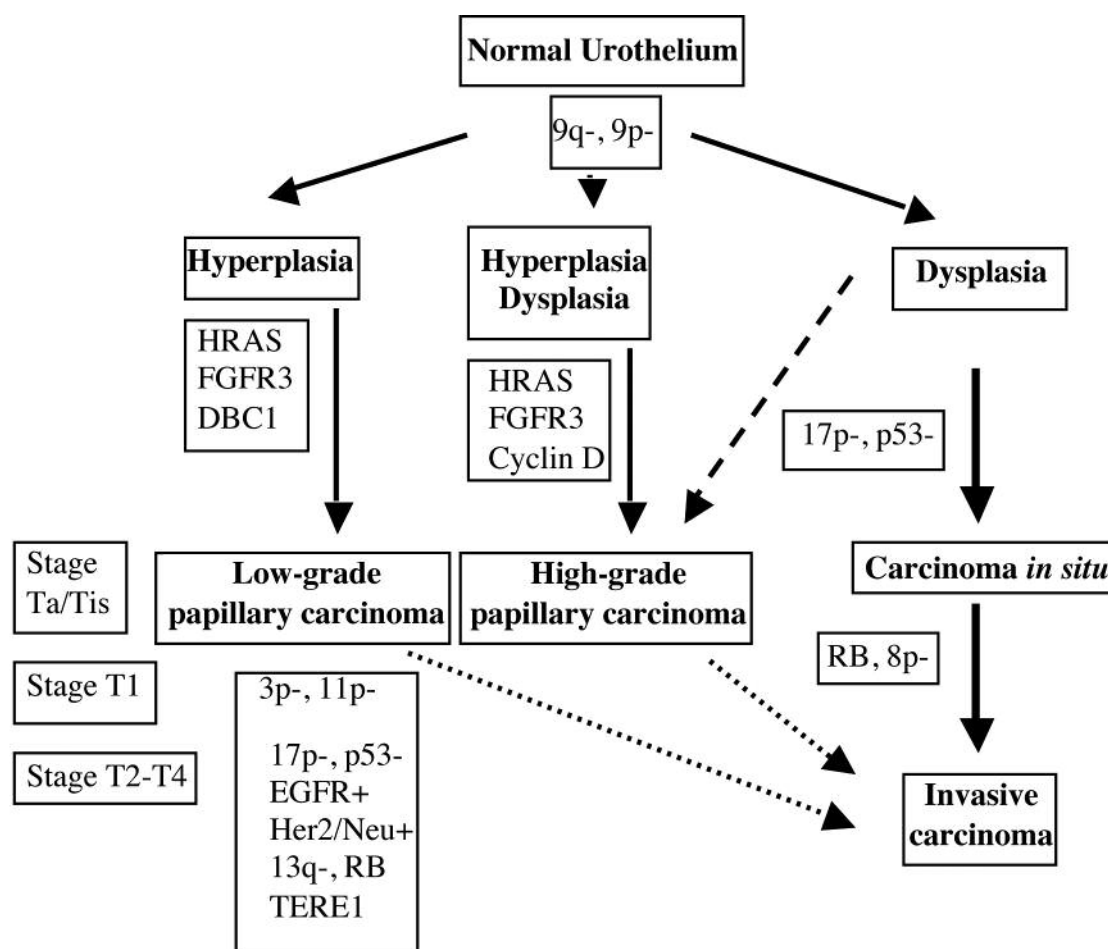 Normal Urothelium
9q-, 9p-
Hyperplasia
Hyperplasia
Dysplasia
Dysplasia
HRAS
FGFR3
DBC1
HRAS
FGFR3
Cyclin D
17p-, p53-
Stage
Ta/Tis
Low-grade
papillary carcinoma
High-grade
papillary carcinoma
Carcinoma in situ
RB, 8p-
Stage T1
3p-, 11p-
17p-, p53-
EGFR+
Her2/Neu+
13q-, RB
TERE1
Stage T2-T4
Invasive
carcinoma